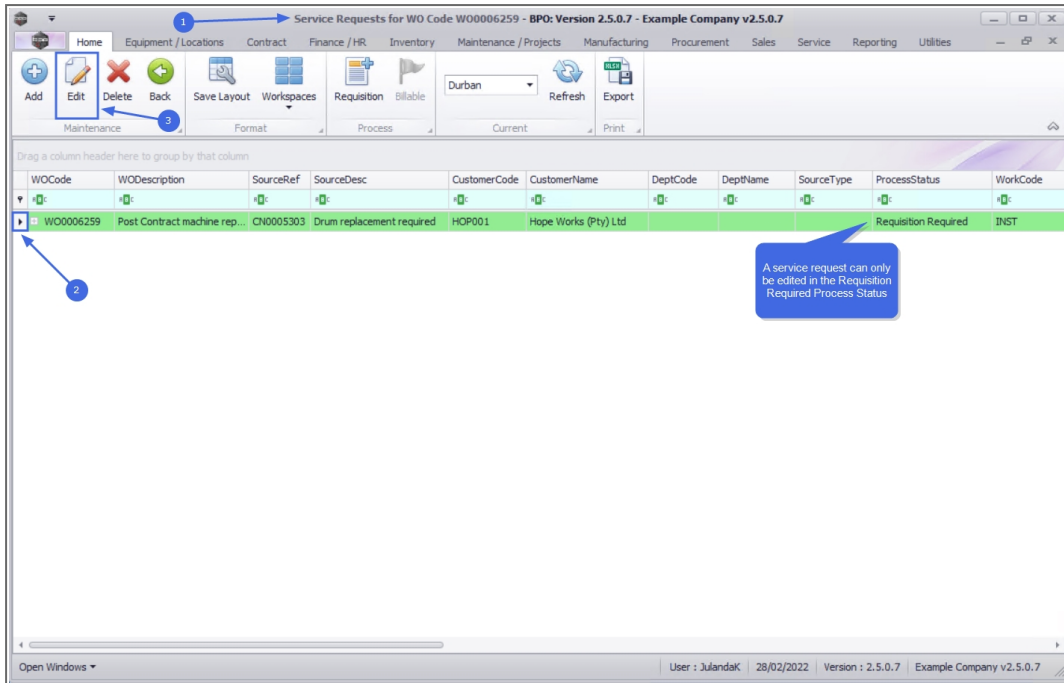 1
Service Requests for WO Code WO0006259 - BPO: Version 2.5.0.7 - Example Company v2.5.0.7
Home Equipment / Locations Contract Finance / HR Inventory Maintenance / Projects Manufacturing Procurement Sales Service Reporting Utilities
Add Edit Delete Back Save Layout Workspaces Requisition Billable Durban Refresh Export
3
Maintenance Format Process Current Print
Drag a column header here to group by that column
WOCode WODescription SourceRef SourceDesc CustomerCode CustomerName DeptCode DeptName SourceType ProcessStatus WorkCode
WO0006259 Post Contract machine rep... CN0005303 Drum replacement required HOP001 Hope Works (Pty) Ltd Requisition Required INST
2
A service request can only
be edited in the Requisition
Required Process Status
Open Windows User : JulandaK 28/02/2022 Version : 2.5.0.7 Example Company v2.5.0.7